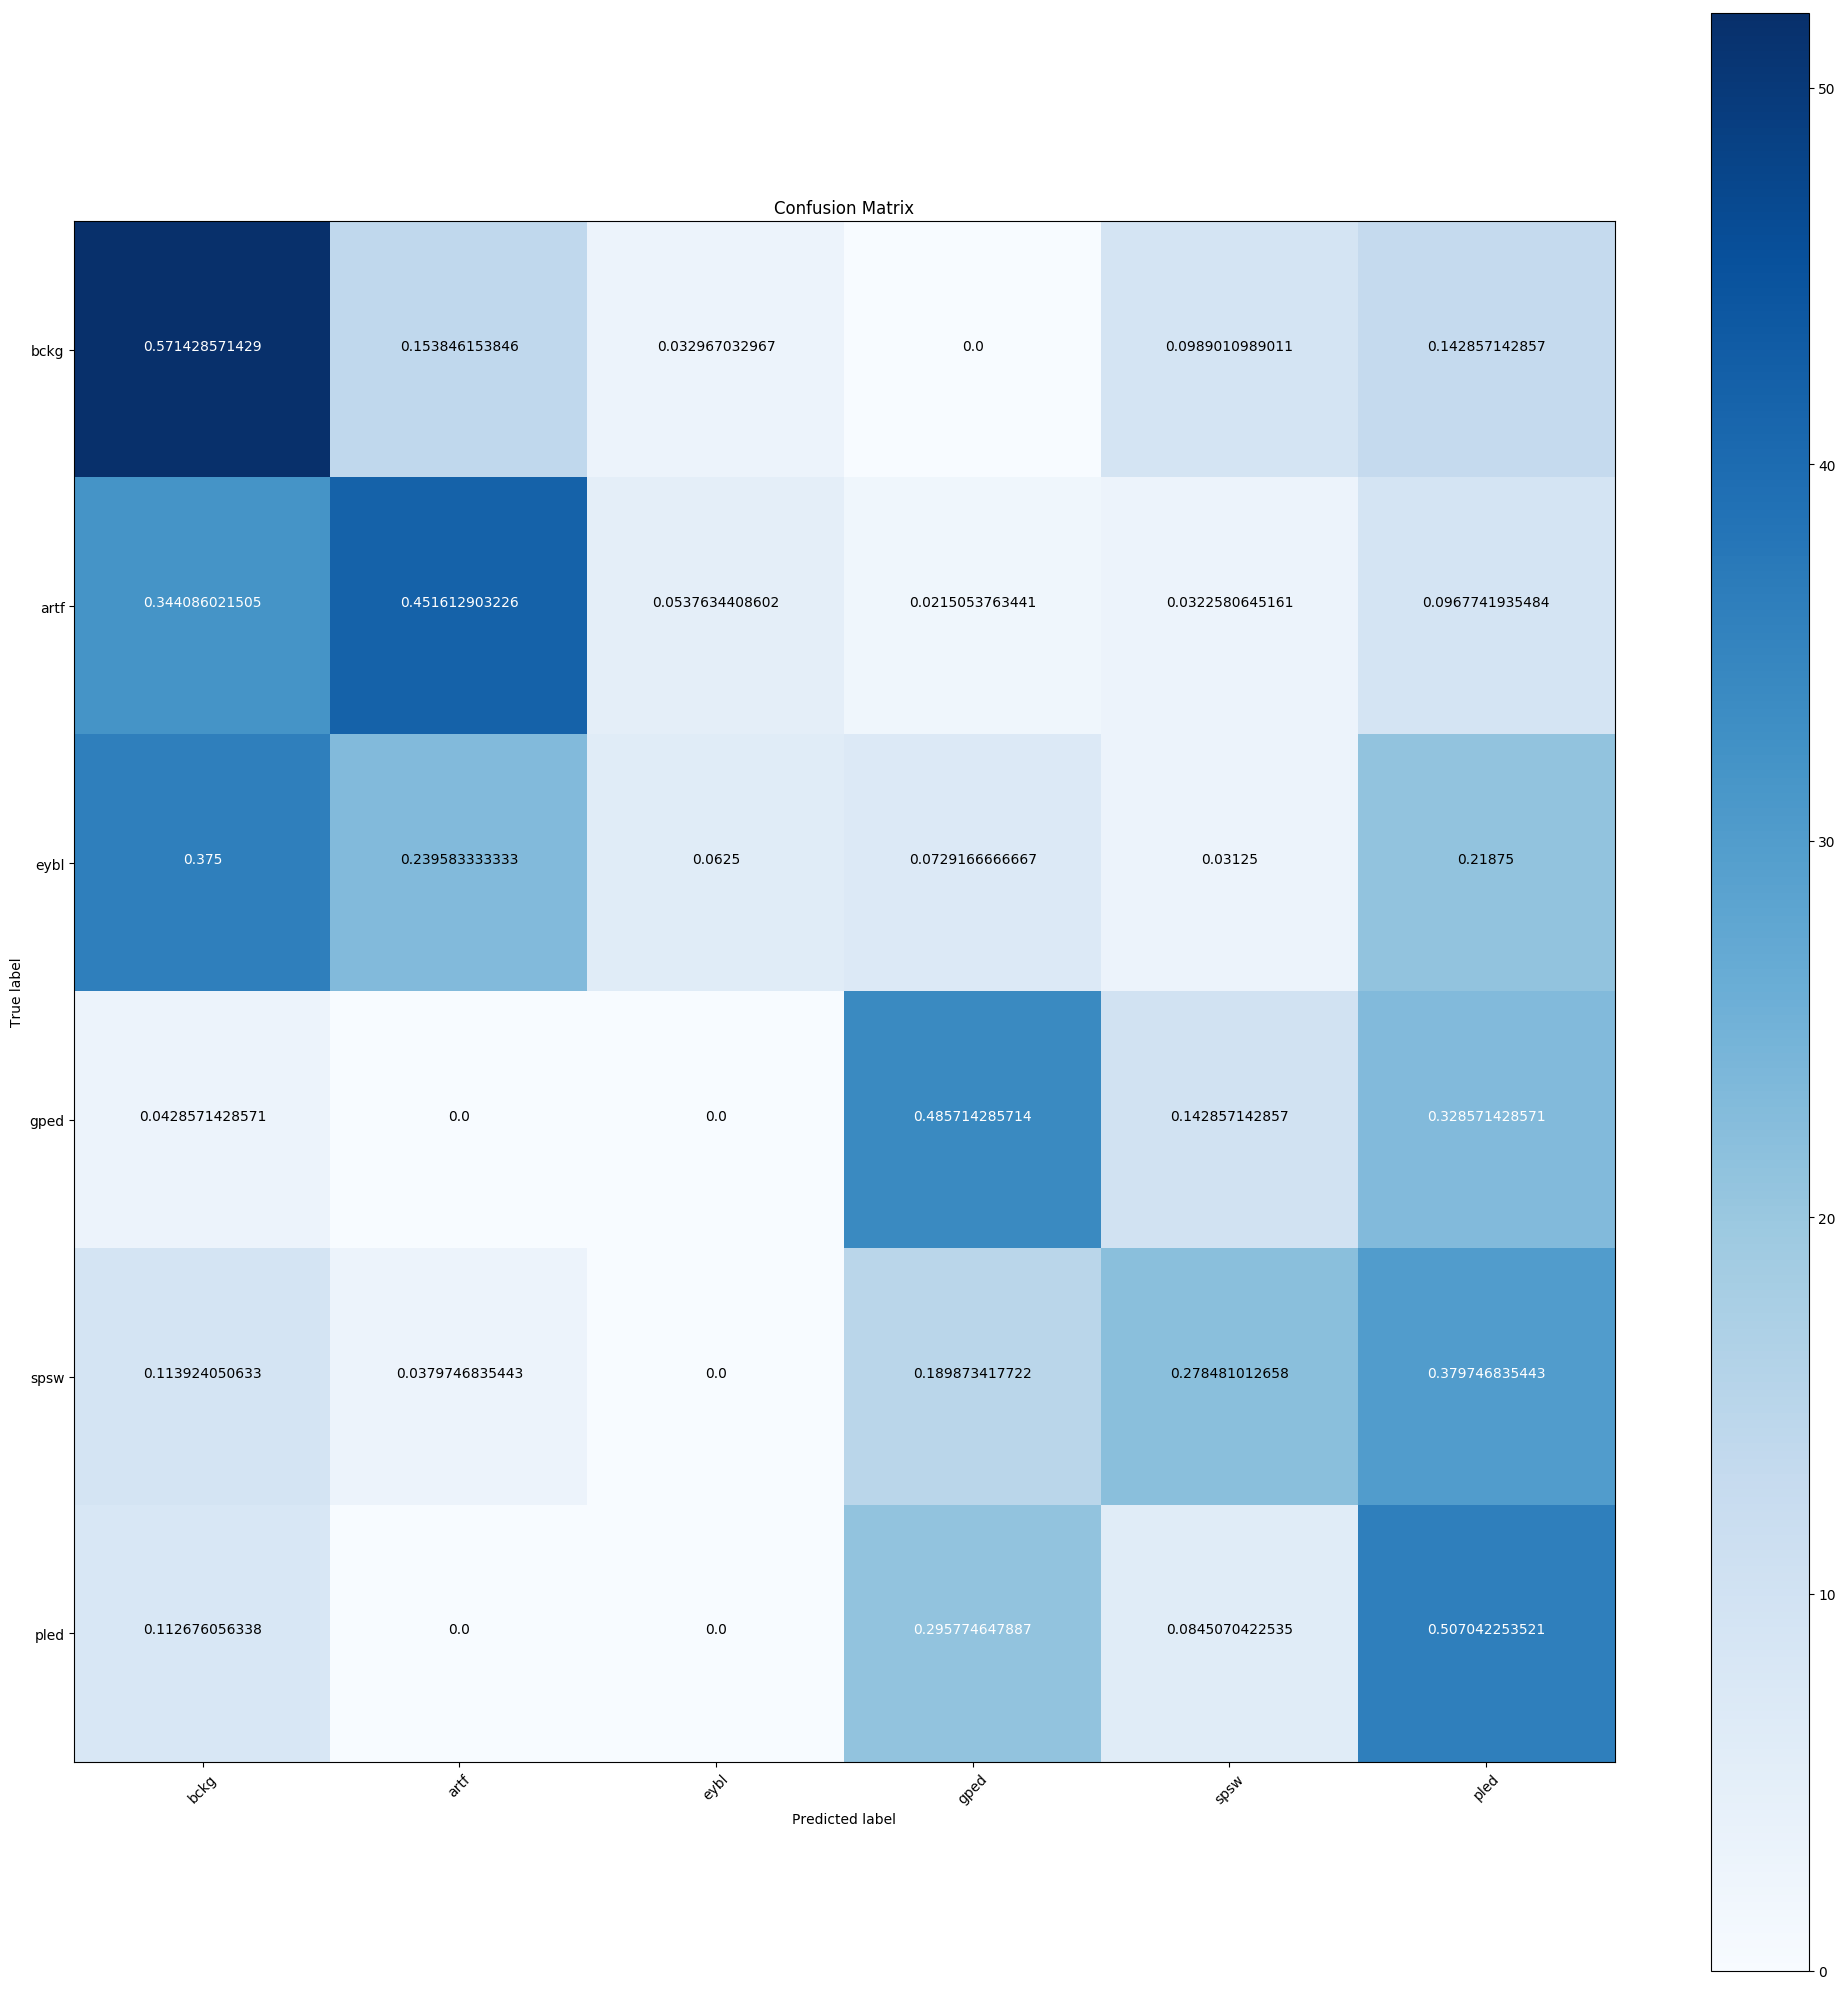 Confusion Matrix
50
40
30
20
10
0
True label
bckg 0.571428571429 0.153846153846 0.032967032967 0.0 0.0989010989011 0.142857142857
artf 0.344086021505 0.451612903226 0.0537634408602 0.0215053763441 0.0322580645161 0.0967741935484
eybl 0.375 0.239583333333 0.0625 0.0729166666667 0.03125 0.21875
gped 0.0428571428571 0.0 0.0 0.485714285714 0.142857142857 0.328571428571
spsw 0.113924050633 0.0379746835443 0.0 0.189873417722 0.278481012658 0.379746835443
pled 0.112676056338 0.0 0.0 0.295774647887 0.0845070422535 0.507042253521
bckg artf eybl gped spsw pled
Predicted label